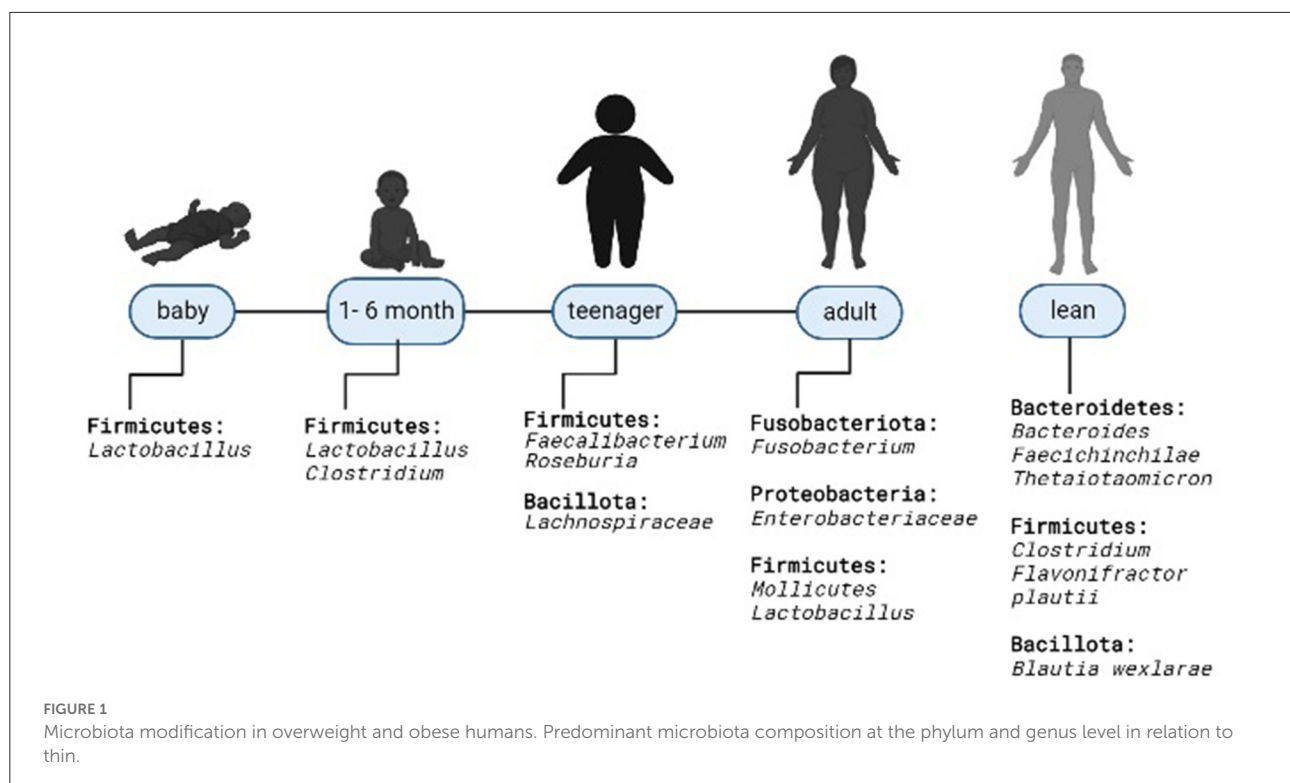 baby
1- 6 month
teenager
adult
lean
Firmicutes:
Lactobacillus
Firmicutes:
Lactobacillus
Clostridium
Firmicutes:
Faecalibacterium
Roseburia
Bacillota:
Lachnospiraceae
Fusobacteriota:
Fusobacterium
Proteobacteria:
Enterobacteriaceae
Firmicutes:
Mollicutes
Lactobacillus
Bacteroidetes:
Bacteroides
Faecichinchilae
Thetaiotaomicron
Firmicutes:
Clostridium
Flavonifractor
plautii
Bacillota:
Blautia wexlarae
FIGURE 1
Microbiota modification in overweight and obese humans. Predominant microbiota composition at the phylum and genus level in relation to
thin.